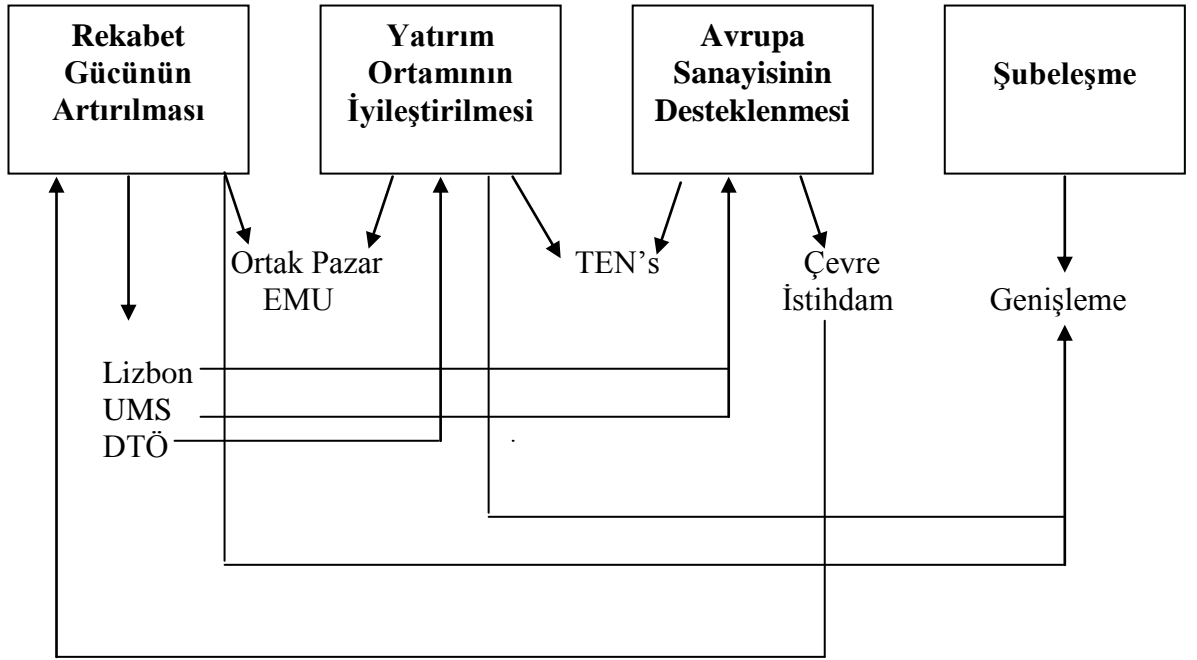 Rekabet
Gücünün
Artırılması
Yatırım
Ortamının
İyileştirilmesi
Avrupa
Sanayisinin
Desteklenmesi
Şubeleşme
Ortak Pazar
EMU
TEN’s
Çevre
İstihdam
Genişleme
Lizbon
UMS
DTÖ